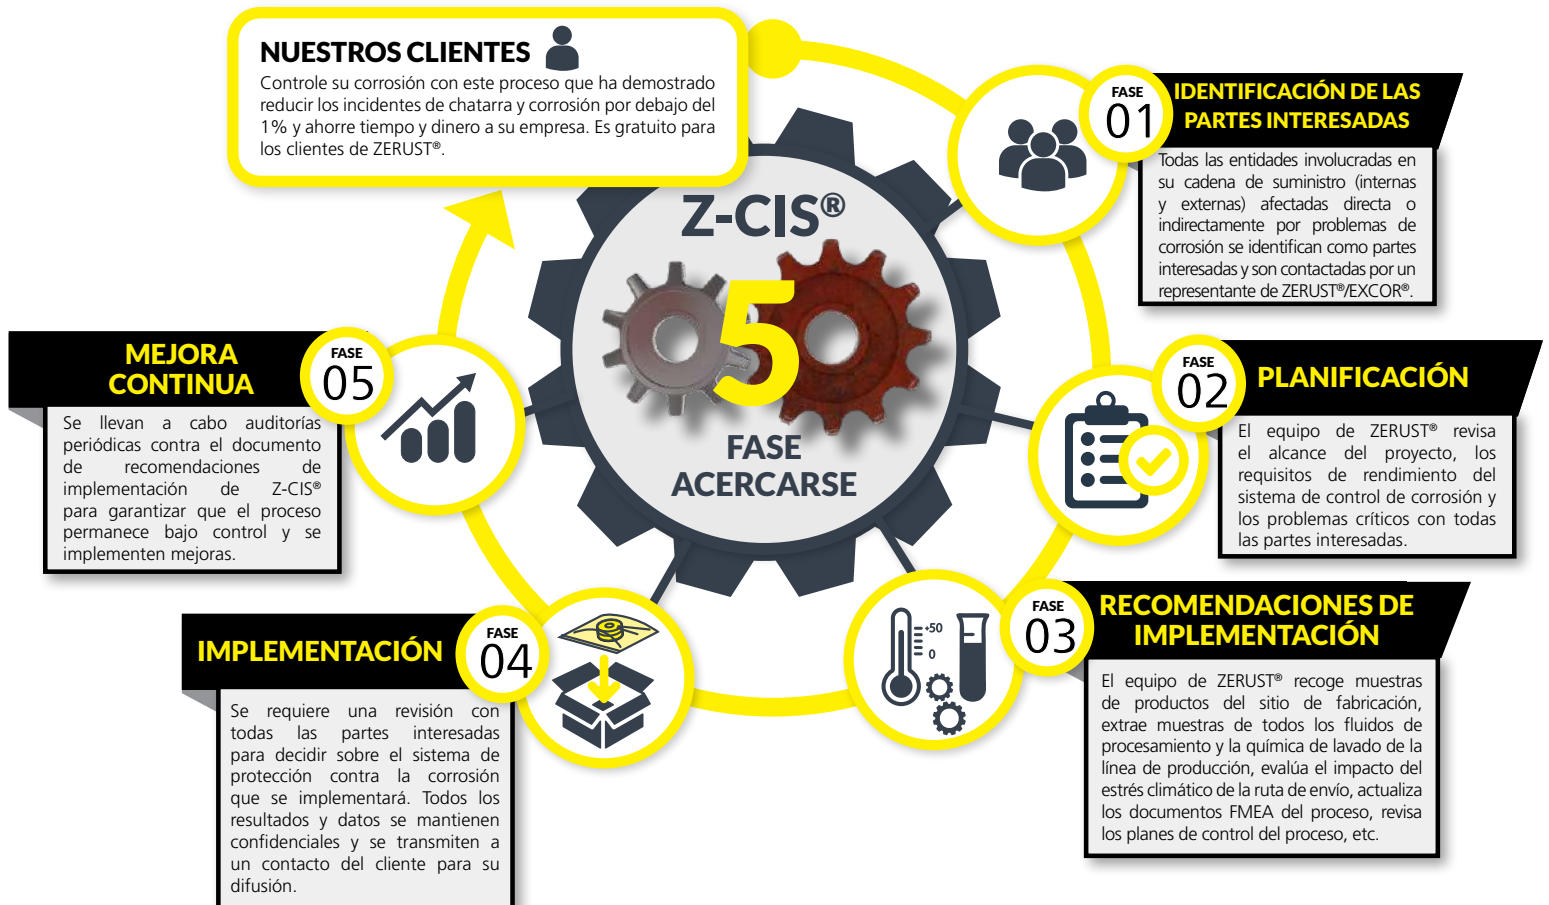 NUESTROS CLIENTES
Controle su corrosión con este proceso que ha demostrado
reducir los incidentes de chatarra y corrosión por debajo del
1% y ahorre tiempo y dinero a su empresa. Es gratuito para
los clientes de ZERUST®.
FASE
01
IDENTIFICACIÓN DE LAS
PARTES INTERESADAS
Todas las entidades involucradas en
su cadena de suministro (internas
y externas) afectadas directa o
indirectamente por problemas de
corrosión se identifican como partes
interesadas y son contactadas por un
representante de ZERUST®/EXCOR®.
Z-CIS®
5
FASE
ACERCARSE
FASE
02
PLANIFICACIÓN
El equipo de ZERUST® revisa
el alcance del proyecto, los
requisitos de rendimiento del
sistema de control de corrosión y
los problemas críticos con todas
las partes interesadas.
FASE
03
RECOMENDACIONES DE
IMPLEMENTACIÓN
El equipo de ZERUST® recoge muestras
de productos del sitio de fabricación,
extrae muestras de todos los fluidos de
procesamiento y la química de lavado de la
línea de producción, evalúa el impacto del
estrés climático de la ruta de envío, actualiza
los documentos FMEA del proceso, revisa
los planes de control del proceso, etc.
+50
0
IMPLEMENTACIÓN
FASE
04
Se requiere una revisión con
todas las partes interesadas
para decidir sobre el sistema de
protección contra la corrosión
que se implementará. Todos los
resultados y datos se mantienen
confidenciales y se transmiten a
un contacto del cliente para su
difusión.
MEJORA
CONTINUA
FASE
05
Se llevan a cabo auditorías
periódicas contra el documento
de recomendaciones de
implementación de Z-CIS®
para garantizar que el proceso
permanece bajo control y se
implementen mejoras.